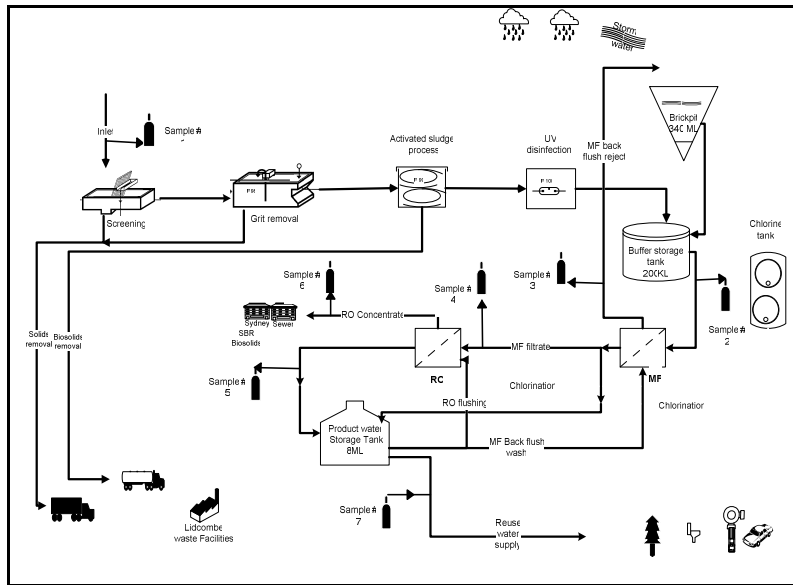 Storm
water
Inlet
Sample #
Activated sludge
process
UV
disinfection
MF back
flush reject
Brickpit
340 ML
P 101
Screening
Grit removal
Buffer storage
tank
200KL
Chlorine
tank
Sample #
6
Sample #
4
Sample #
3
Sample #
2
RO Concentrate
Sydney Sewer
SBR
Biosolids
Solids
removal
Biosolids
removal
MF filtrate
RO
MF
Sample #
5
Chlorination
RO flushing
Chlorination
Product water
Storage Tank
8ML
MF Back flush
wash
Sample #
7
Lidcombe
waste Facilities
Reuse
water
supply